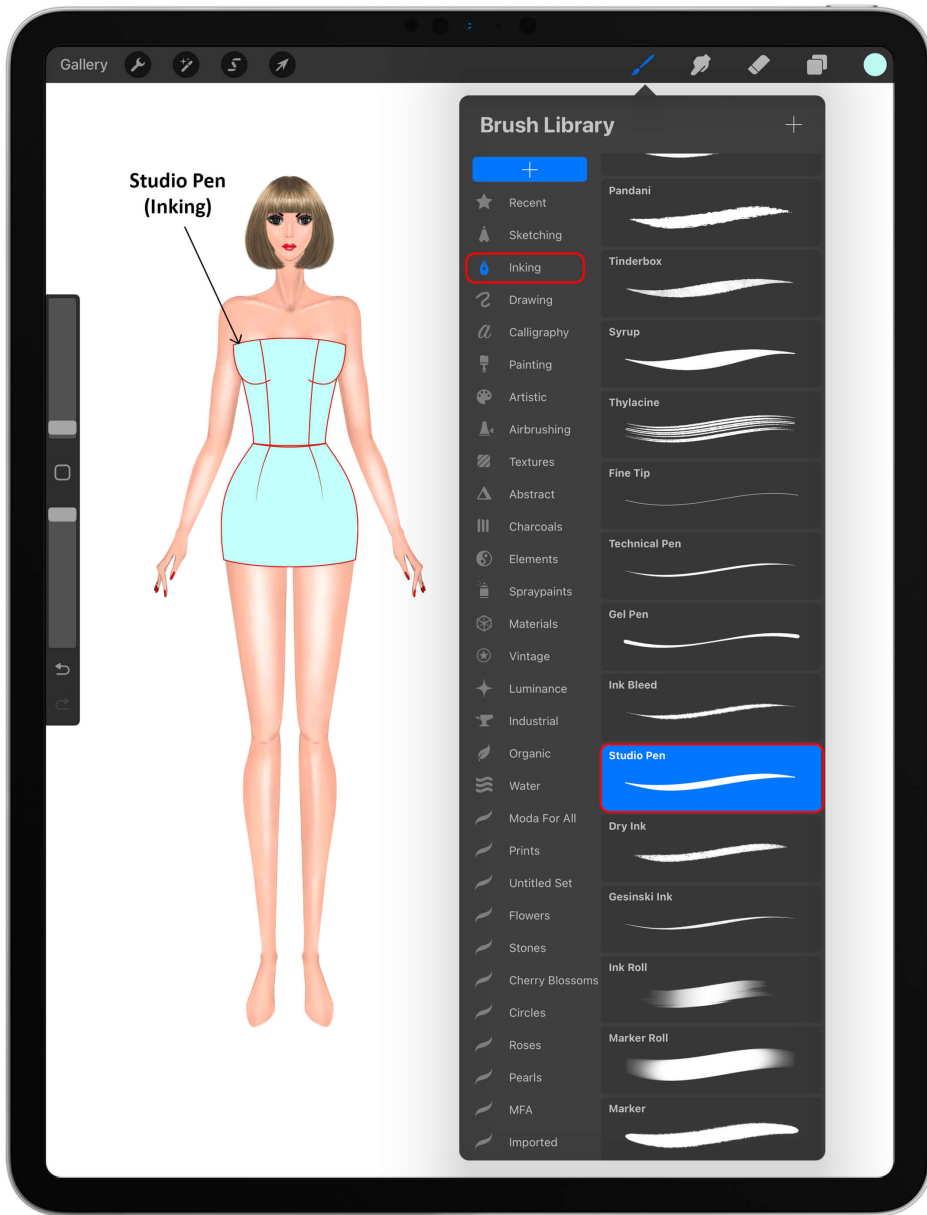 Gallery
Brush Library
Studio Pen
(Inking)
Recent
Sketching
Inking
Drawing
Calligraphy
Painting
Artistic
Airbrushing
Textures
Abstract
Charcoals
Elements
Spraypaints
Materials
Vintage
Luminance
Industrial
Organic
Water
Moda For All
Prints
Untitled Set
Flowers
Stones
Cherry Blossoms
Circles
Roses
Pearls
MFA
Imported
Pandani
Tinderbox
Syrup
Thylacine
Fine Tip
Technical Pen
Gel Pen
Ink Bleed
Studio Pen
Dry Ink
Gesinski Ink
Ink Roll
Marker Roll
Marker